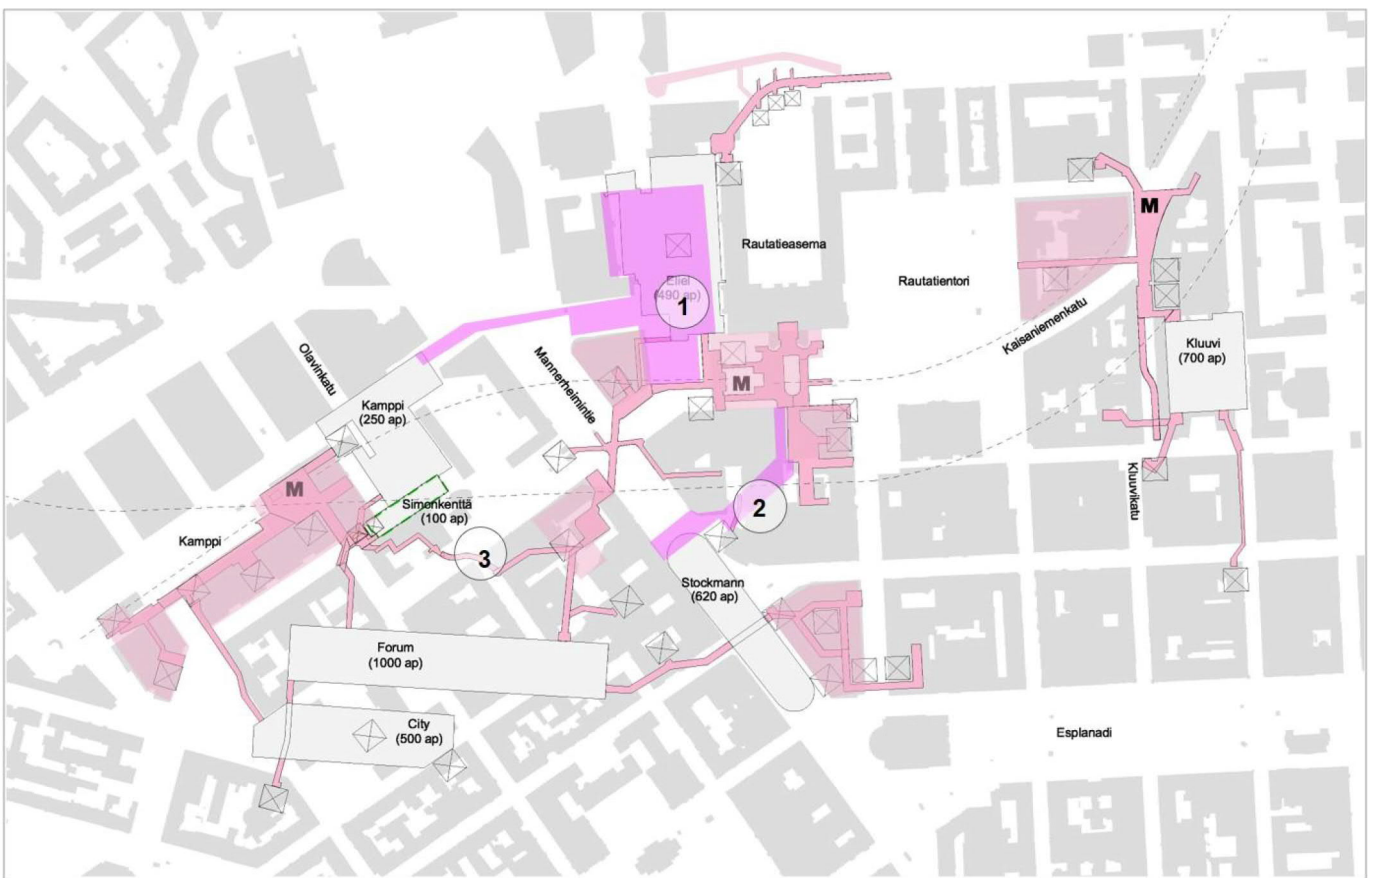 M
Rautatieasema
Rautatientori
Eliel
(490 ap)
1
Kaisaniemenkatu
Kluuvi
(700 ap)
Olavinkatu
Mannerheimintie
M
Kamppi
(250 ap)
M
Simonkenttä
(100 ap)
2
Kluuvikatu
Kamppi
3
Stockmann
(620 ap)
Forum
(1000 ap)
City
(500 ap)
Esplanadi